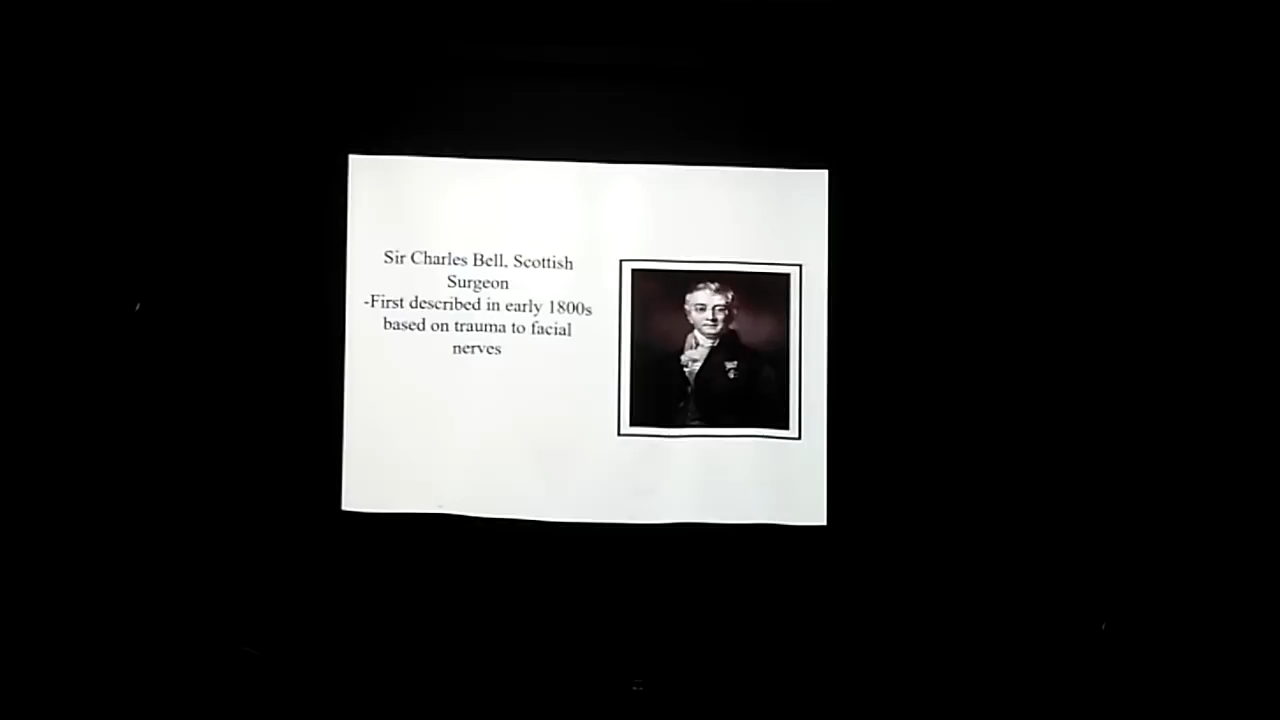 Sir Charles Bell, Scottish
Surgeon
-First described in early 1800s
based on trauma to facial
nerves